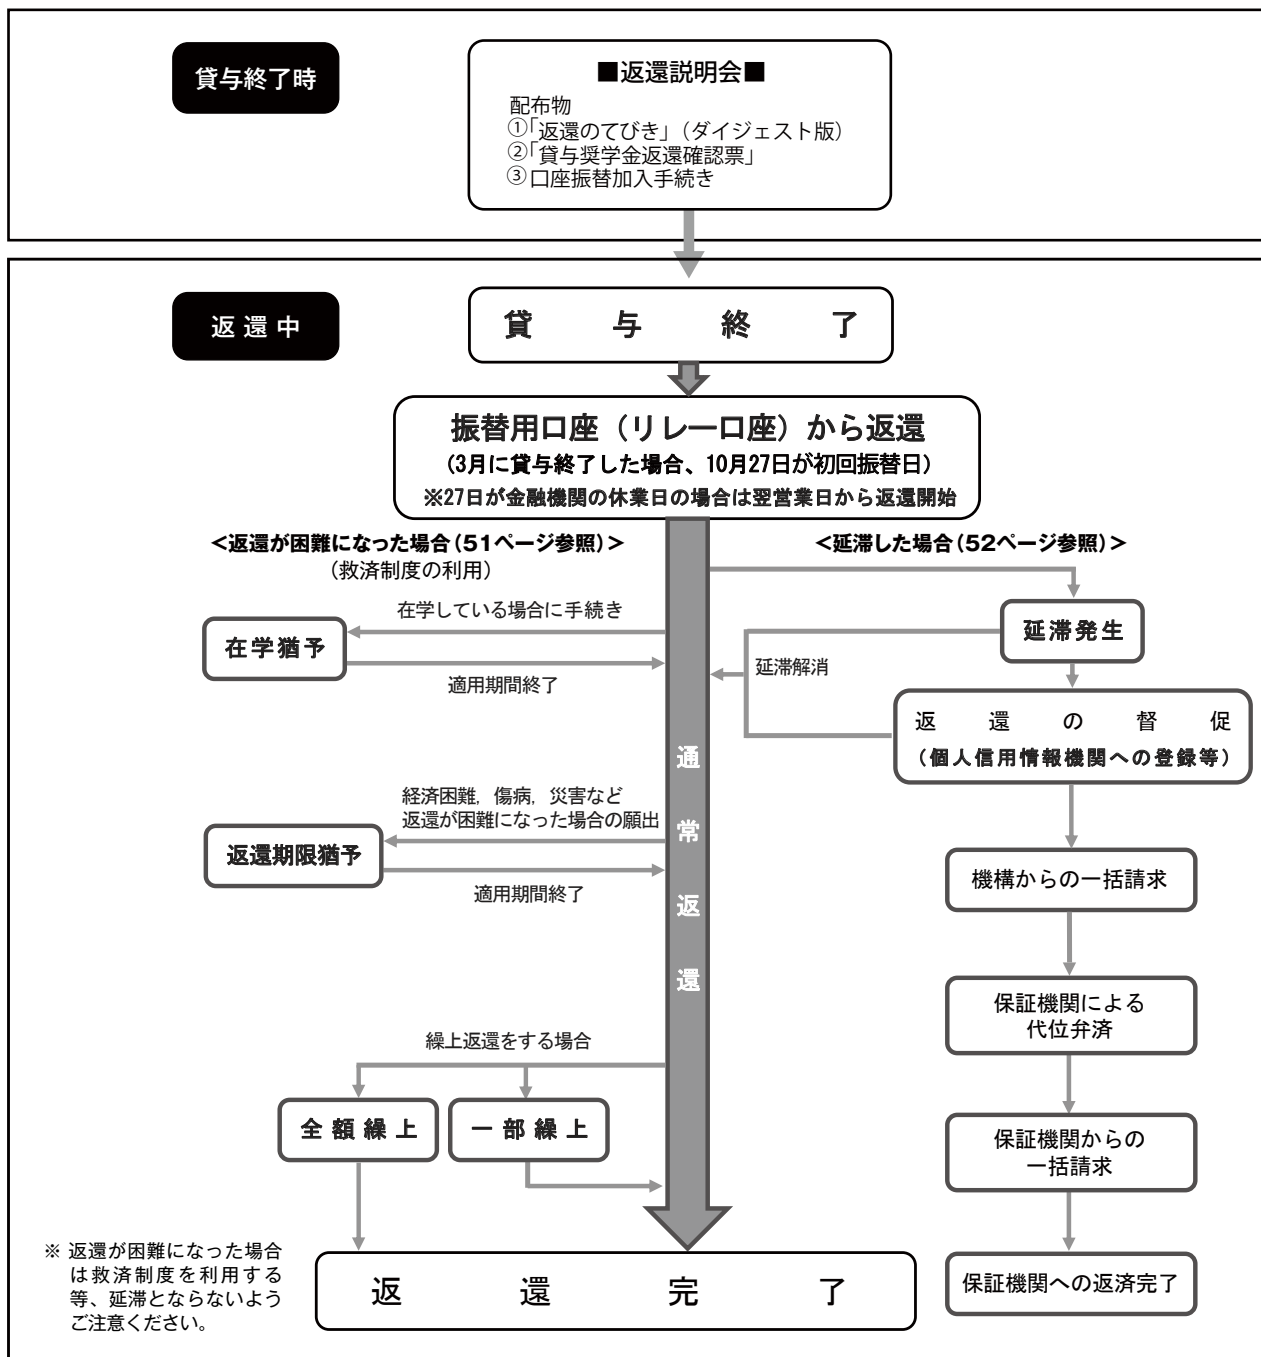 貸与終了時
■返還説明会■
配布物
①「返還のてびき」（ダイジェスト版）
②「貸与奨学金返還確認票」
③口座振替加入手続き
返還中
貸与終了
振替用口座（リレー口座）から返還
（3月に貸与終了した場合、10月27日が初回振替日）
※27日が金融機関の休業日の場合は翌営業日から返還開始
＜返還が困難になった場合（51ページ参照）＞
（救済制度の利用）
在学している場合に手続き
在学猶予
適用期間終了
経済困難，傷病，災害など
返還が困難になった場合の願出
返還期限猶予
適用期間終了
繰上返還をする場合
全額繰上
一部繰上
通常返還
＜延滞した場合（52ページ参照）＞
延滞発生
延滞解消
返還の督促
（個人信用情報機関への登録等）
機構からの一括請求
保証機関による
代位弁済
保証機関からの
一括請求
保証機関への返済完了
返還完了
※ 返還が困難になった場合
は救済制度を利用する
等、延滞とならないよう
ご注意ください。